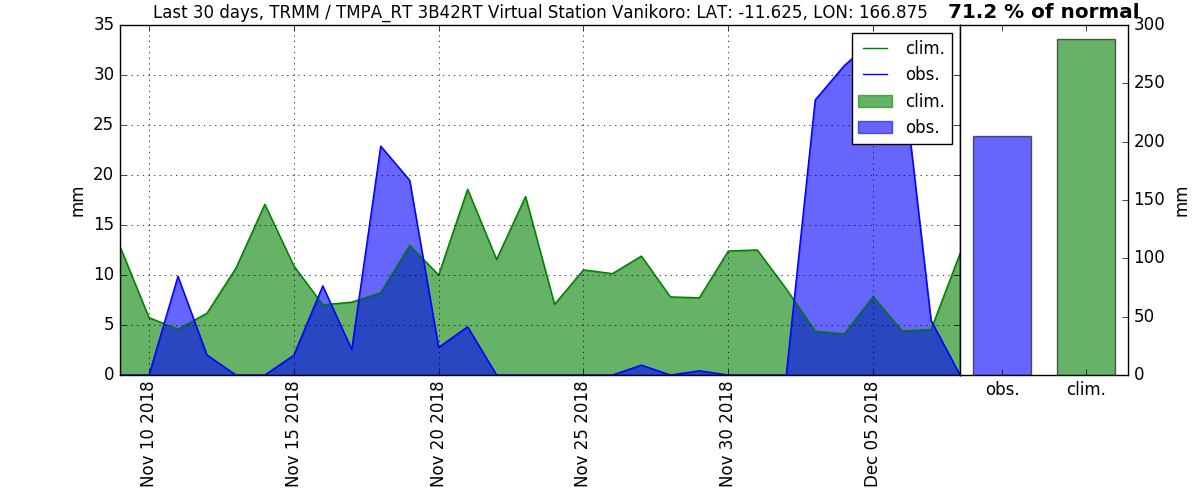 Last 30 days, TRMM / TMPA_RT 3B42RT Virtual Station Vanikoro: LAT: -11.625, LON: 166.875
71.2 % of normal
35
30
25
20
15
10
5
0
mm
clim.
obs.
clim.
obs.
Nov 10 2018
Nov 15 2018
Nov 20 2018
Nov 25 2018
Nov 30 2018
Dec 05 2018
300
250
200
150
100
50
0
mm
obs.
clim.